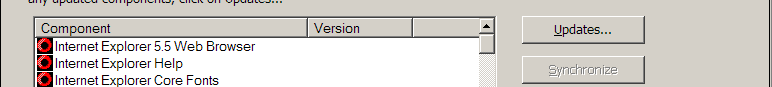 any updated components, click on Updates...
Component Version
Updates...
Internet Explorer 5.5 Web Browser
Internet Explorer Help
Synchronize
Internet Explorer Core Fonts